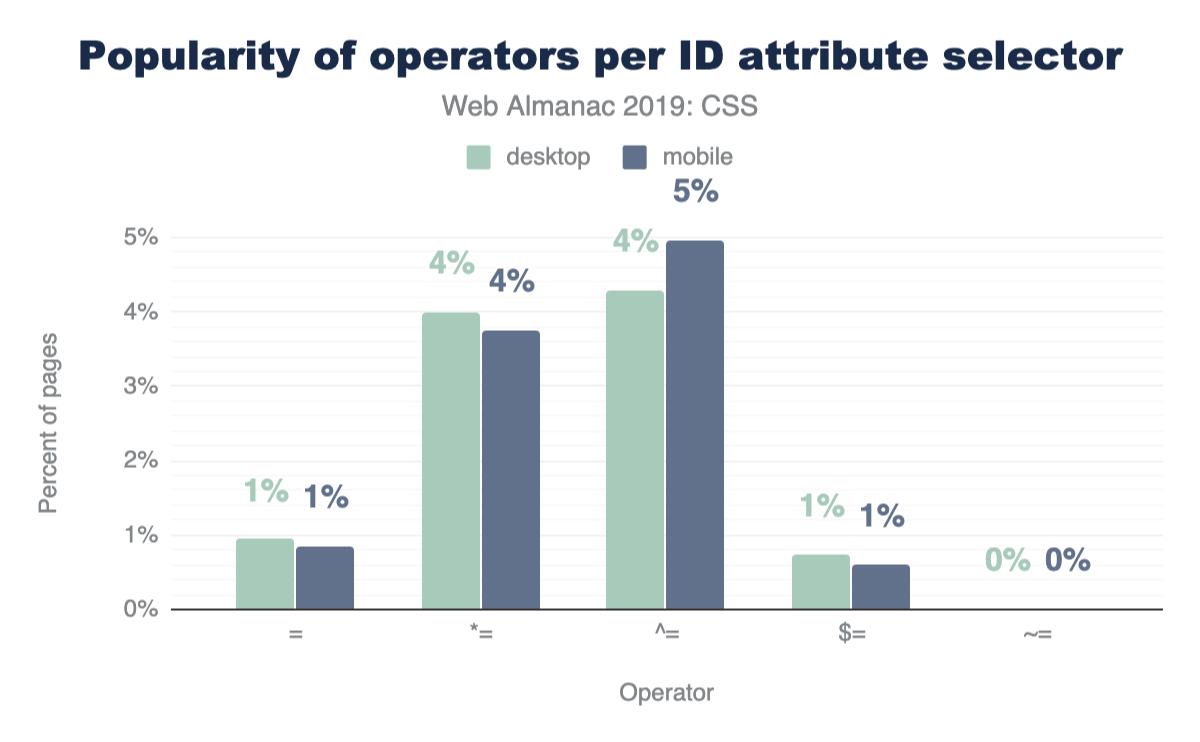 Popularity of operators per ID attribute selector
Web Almanac 2019: CSS
desktop mobile
5%
5%
4%
4% 4%
4%
3%
2%
1% 1%
1% 1%
1%
0% 0%
0%
= *= ^= $= ~=
Percent of pages
Operator